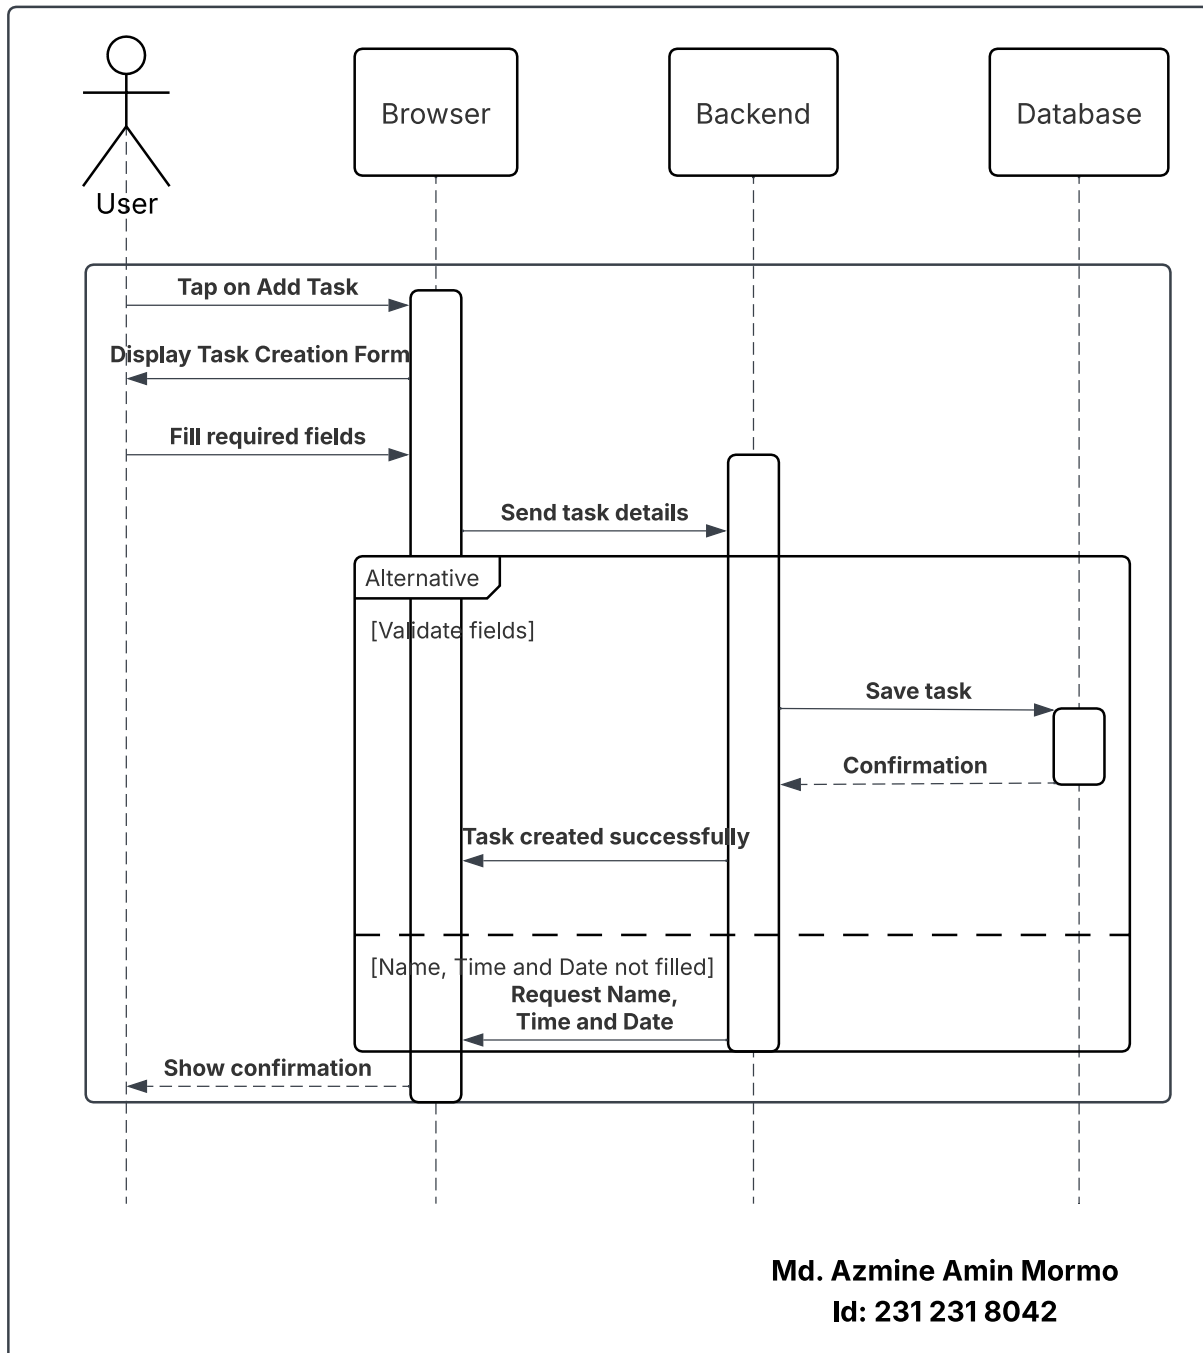 User
Browser
Backend
Database
Tap on Add Task
Display Task Creation Form
Fill required fields
Send task details
Alternative
[Validate fields]
Save task
Confirmation
Task created successfully
[Name, Time and Date not filled]
Request Name,
Time and Date
Show confirmation
Md. Azmine Amin Mormo
Id: 231 231 8042